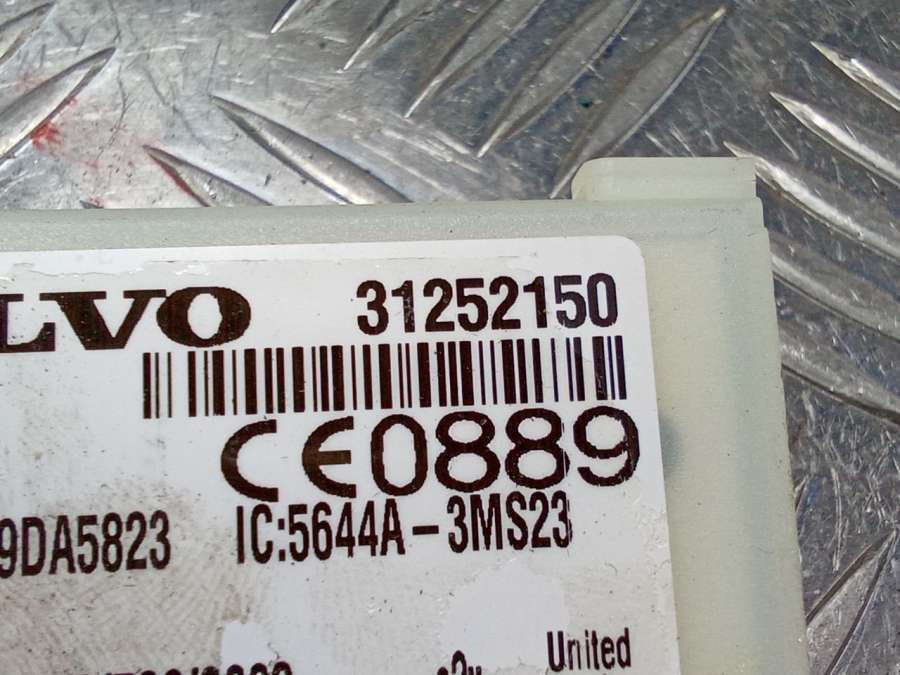 LVO 31252150
CE0889
9DA5823 IC:5644A-3MS23
United